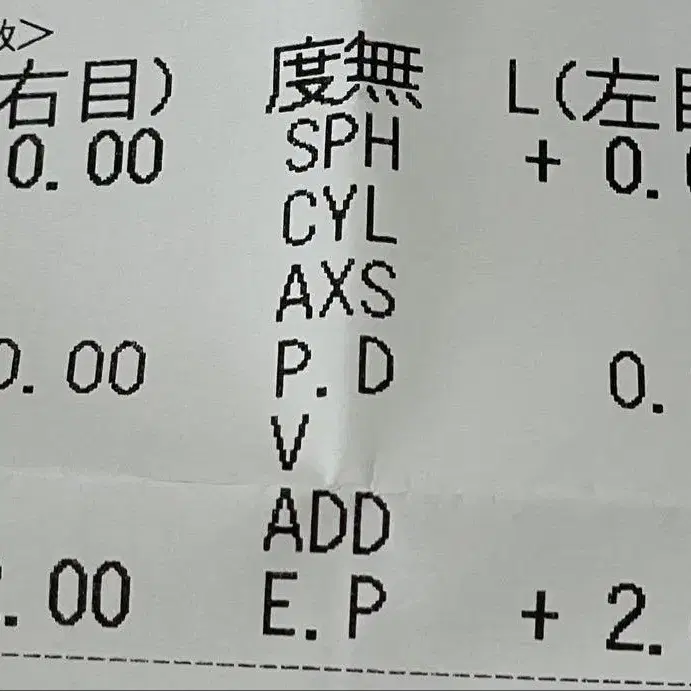 数>
右目) 度無 L(左目
0.00 SPH + 0.0
CYL
AXS
0.00 P.D 0.
V
ADD
.00 E.P + 2.